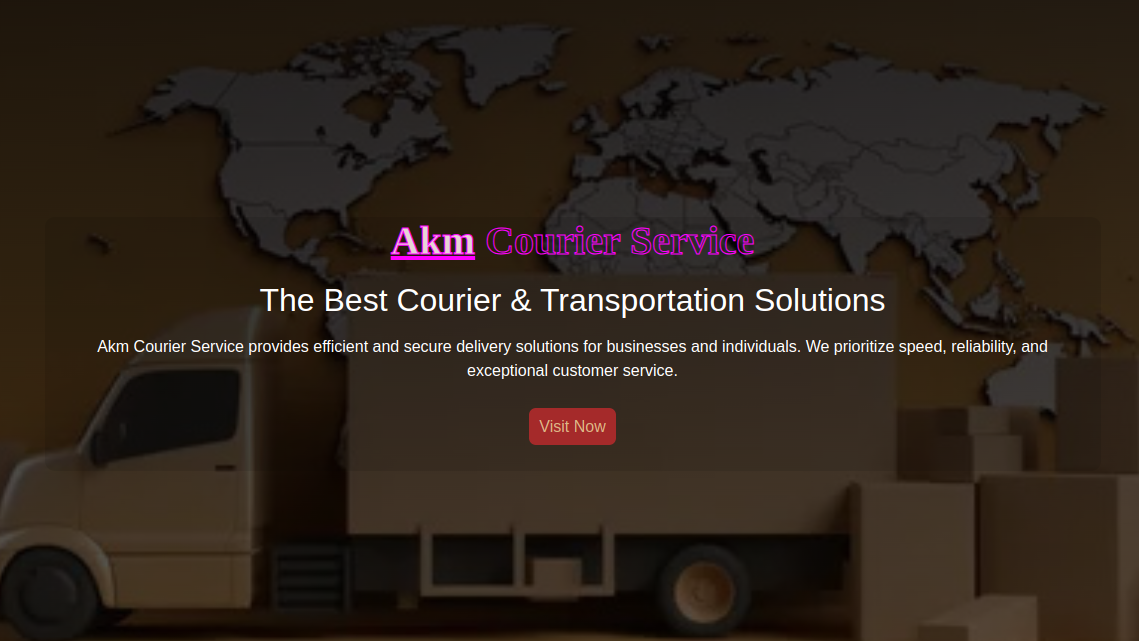 Akm Courier Service
The Best Courier & Transportation Solutions
Akm Courier Service provides efficient and secure delivery solutions for businesses and individuals. We prioritize speed, reliability, and
exceptional customer service.
Visit Now